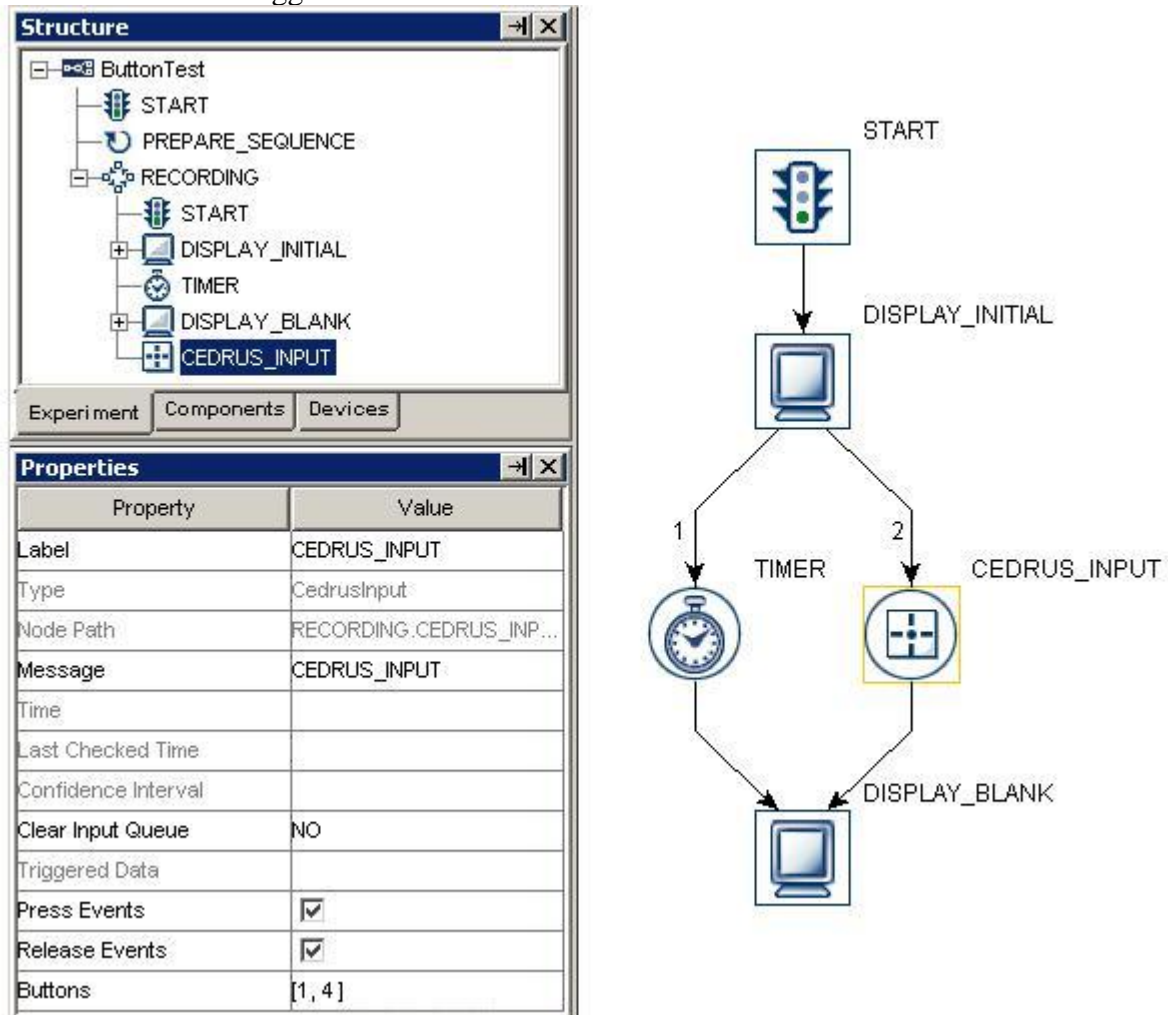 Structure
ButtonTest
START
PREPARE_SEQUENCE
RECORDING
START
DISPLAY_INITIAL
TIMER
DISPLAY_BLANK
CEDRUS_INPUT
Experiment Components Devices
Properties
Property Value
Label CEDRUS_INPUT
Type CedrusInput
Node Path RECORDING.CEDRUS_INP...
Message CEDRUS_INPUT
Time
Last Checked Time
Confidence Interval
Clear Input Queue NO
Triggered Data
Press Events
Release Events
Buttons [1, 4]
START
DISPLAY_INITIAL
1 2
TIMER CEDRUS_INPUT
DISPLAY_BLANK